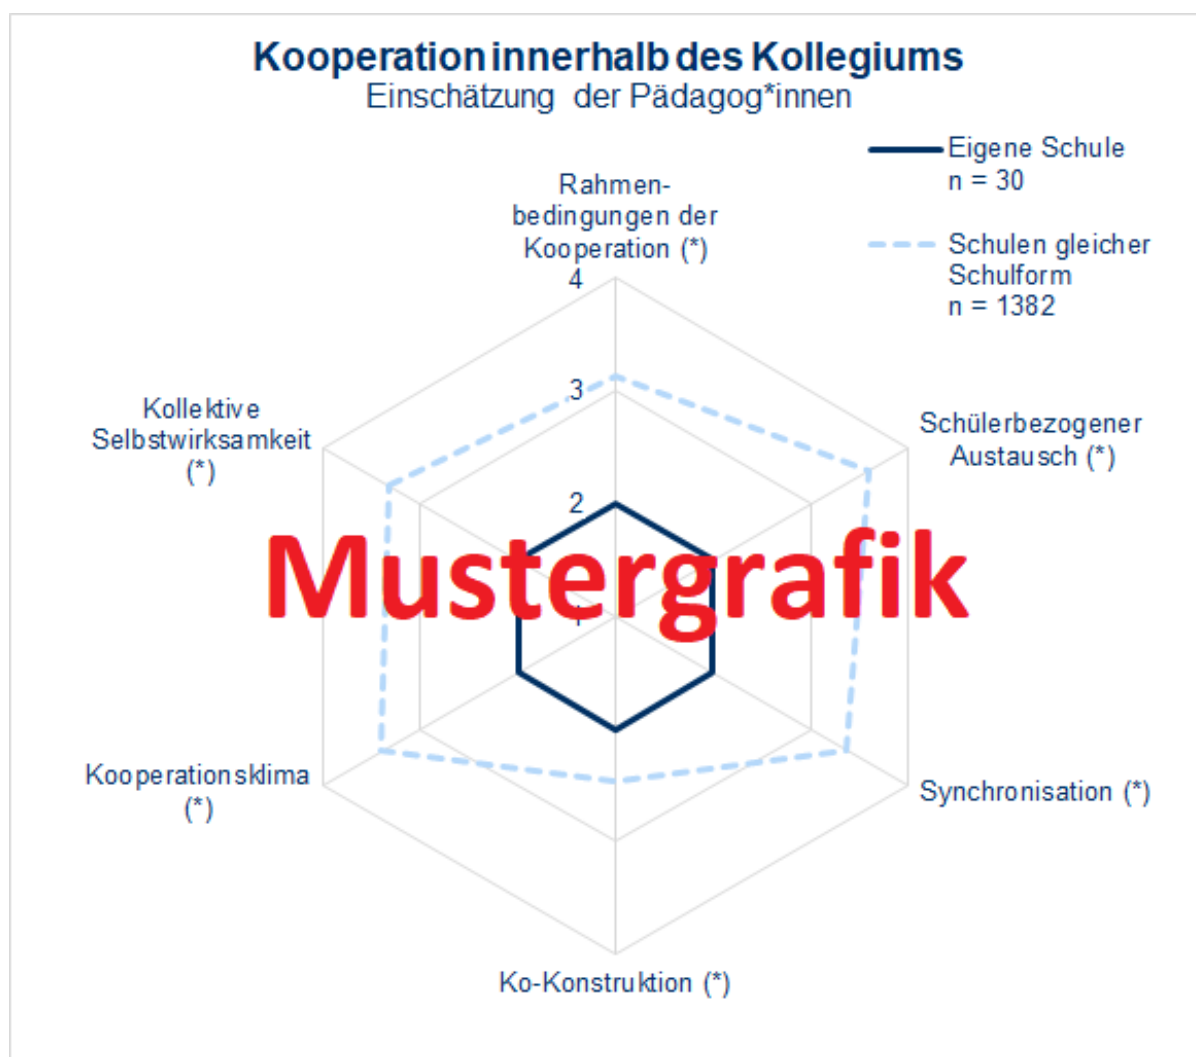 Kooperation innerhalb des Kollegiums
Einschätzung der Pädagog*innen
Eigene Schule
n = 30
Schulen gleicher
Schulform
n = 1382
Rahmen-
bedingungen der
Kooperation (*)
4
3
2
1
Schülerbezogener
Austausch (*)
Synchronisation (*)
Ko-Konstruktion (*)
Kooperationsklima
(*)
Kollektive
Selbstwirksamkeit
(*)
Mustergrafik